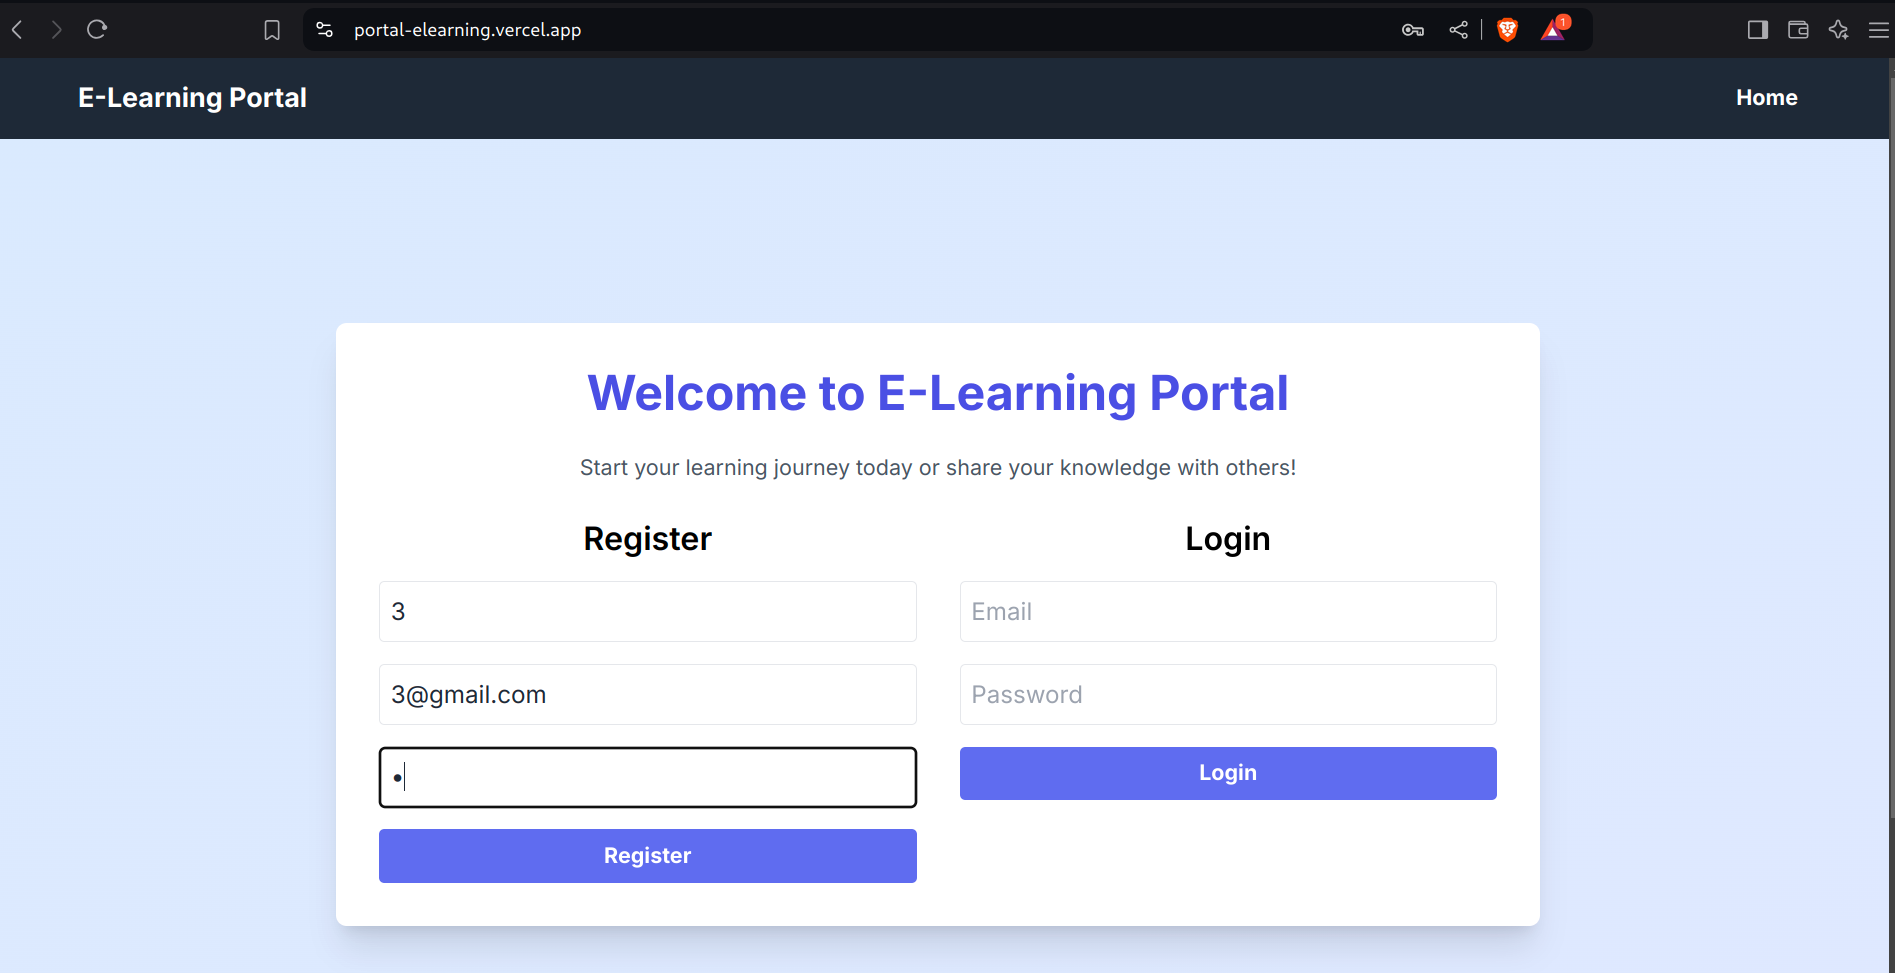 portal-elearning.vercel.app
1
E-Learning Portal
Home
Welcome to E-Learning Portal
Start your learning journey today or share your knowledge with others!
Register
Login
3
Email
3@gmail.com
Password
•
Login
Register